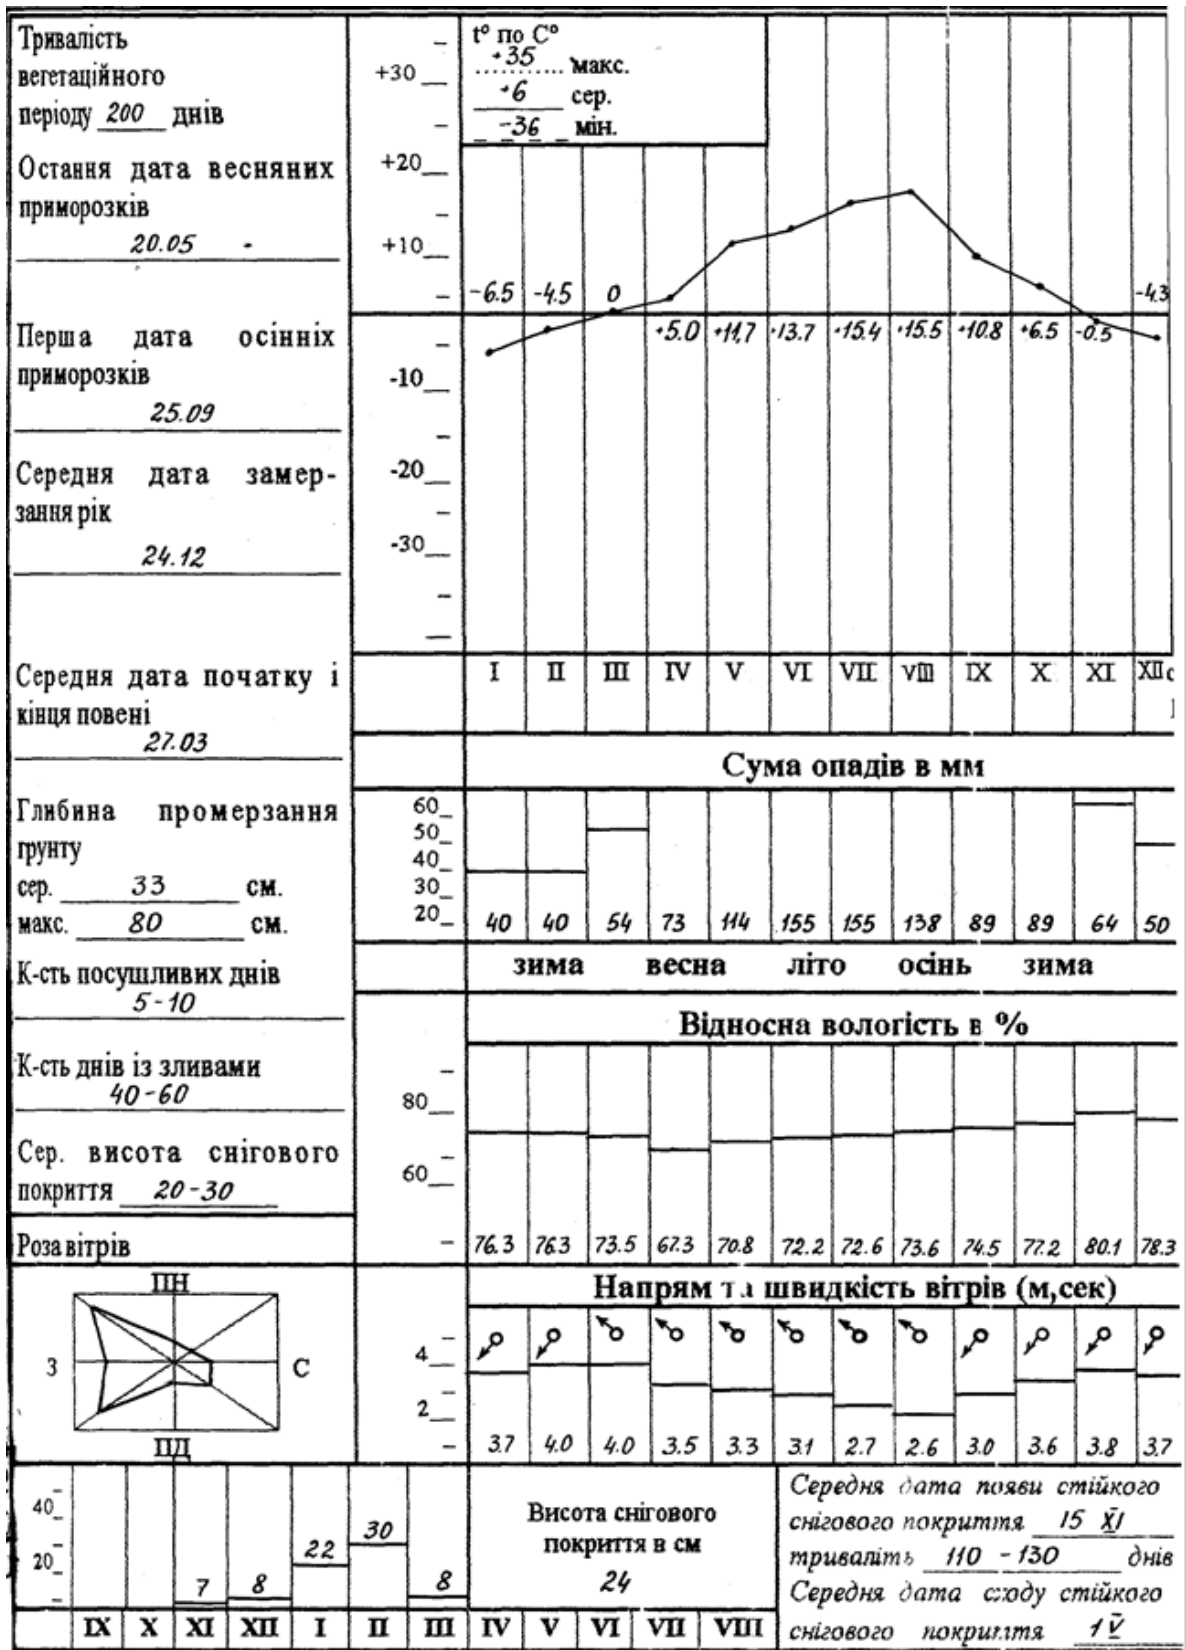 Тривалість
вегетаційного
періоду 200 днів
Остання дата весняних
приморозків
20.05
Перша дата осінніх
приморозків
25.09
Середня дата замер-
зання рік
24.12
Середня дата початку і
кінця повені
27.03
Глибина промерзання
грунту
сер. 33 см.
макс. 80 см.
К-сть посушливих днів
5-10
К-сть днів із зливами
40-60
Сер. висота снігового
покриття 20-30
Роза вітрів
ПН
З С
ПД
t° по С°
+35 макс.
+6 сер.
-36 мін.
+30
+20
+10
-10
-20
-30
-6.5 -4.5 0 -4.3
+5.0 +11,7 +13.7 +15.4 +15.5 +10.8 +6.5 -0.5
I II III IV V VI VII VIII IX X XI XII
Сума опадів в мм
60
50
40
30
20
40 40 54 73 114 155 155 138 89 89 64 50
зима весна літо осінь зима
Відносна вологість в %
80
60
76.3 76.3 73.5 67.3 70.8 72.2 72.6 73.6 74.5 77.2 80.1 78.3
Напрям та швидкість вітрів (м,сек)
4
2
3.7 4.0 4.0 3.5 3.3 3.1 2.7 2.6 3.0 3.6 3.8 3.7
40
20
7 8 22 30 8
IX X XI XII I II III IV V VI VII VIII
Висота снігового
покриття в см
24
Середня дата появи стійкого
снігового покриття 15 XI
триваліть 110 - 130 днів
Середня дата сходу стійкого
снігового покриття 1 V